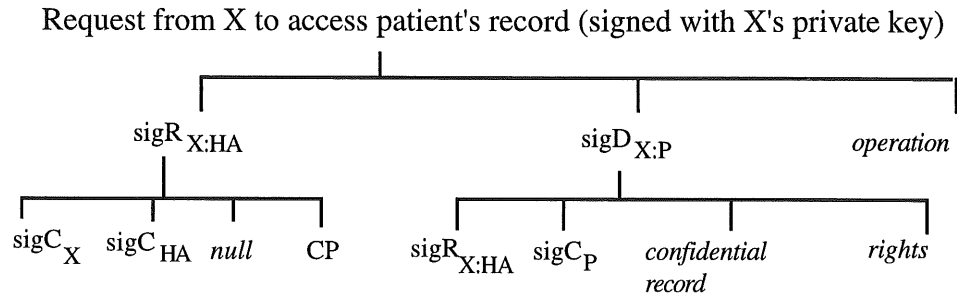 Request from X to access patient's record (signed with X's private key)
sigR X:HA sigD X:P operation
sigC X sigC HA null CP sigR X:HA sigC P confidential record rights